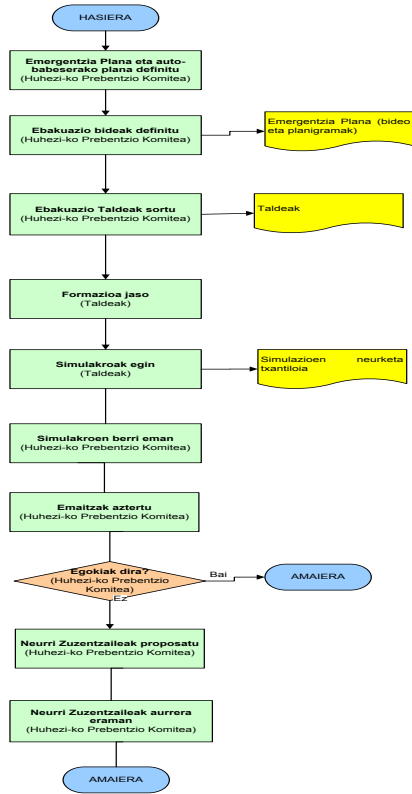 HASIERA
Emergentzia Plana eta auto-
babeserako plana definitu
(Huhezi-ko Prebentzio Komitea)
Ebakuazio bideak definitu
(Huhezi-ko Prebentzio Komitea)
Emergentzia Plana (bideo
eta planigramak)
Ebakuazio Taldeak sortu
(Huhezi-ko Prebentzio Komitea)
Taldeak
Formazioa jaso
(Taldeak)
Simulakroak egin
(Taldeak)
Simulazioen neurketa
txantiloia
Simulakroen berri eman
(Huhezi-ko Prebentzio Komitea)
Emaitzak aztertu
(Huhezi-ko Prebentzio Komitea)
Egokiak dira?
(Huhezi-ko Prebentzio
Komitea)
Bai
AMAIERA
Ez
Neurri Zuzentzaileak proposatu
(Huhezi-ko Prebentzio Komitea)
Neurri Zuzentzaileak aurrera
eraman
(Huhezi-ko Prebentzio Komitea)
AMAIERA